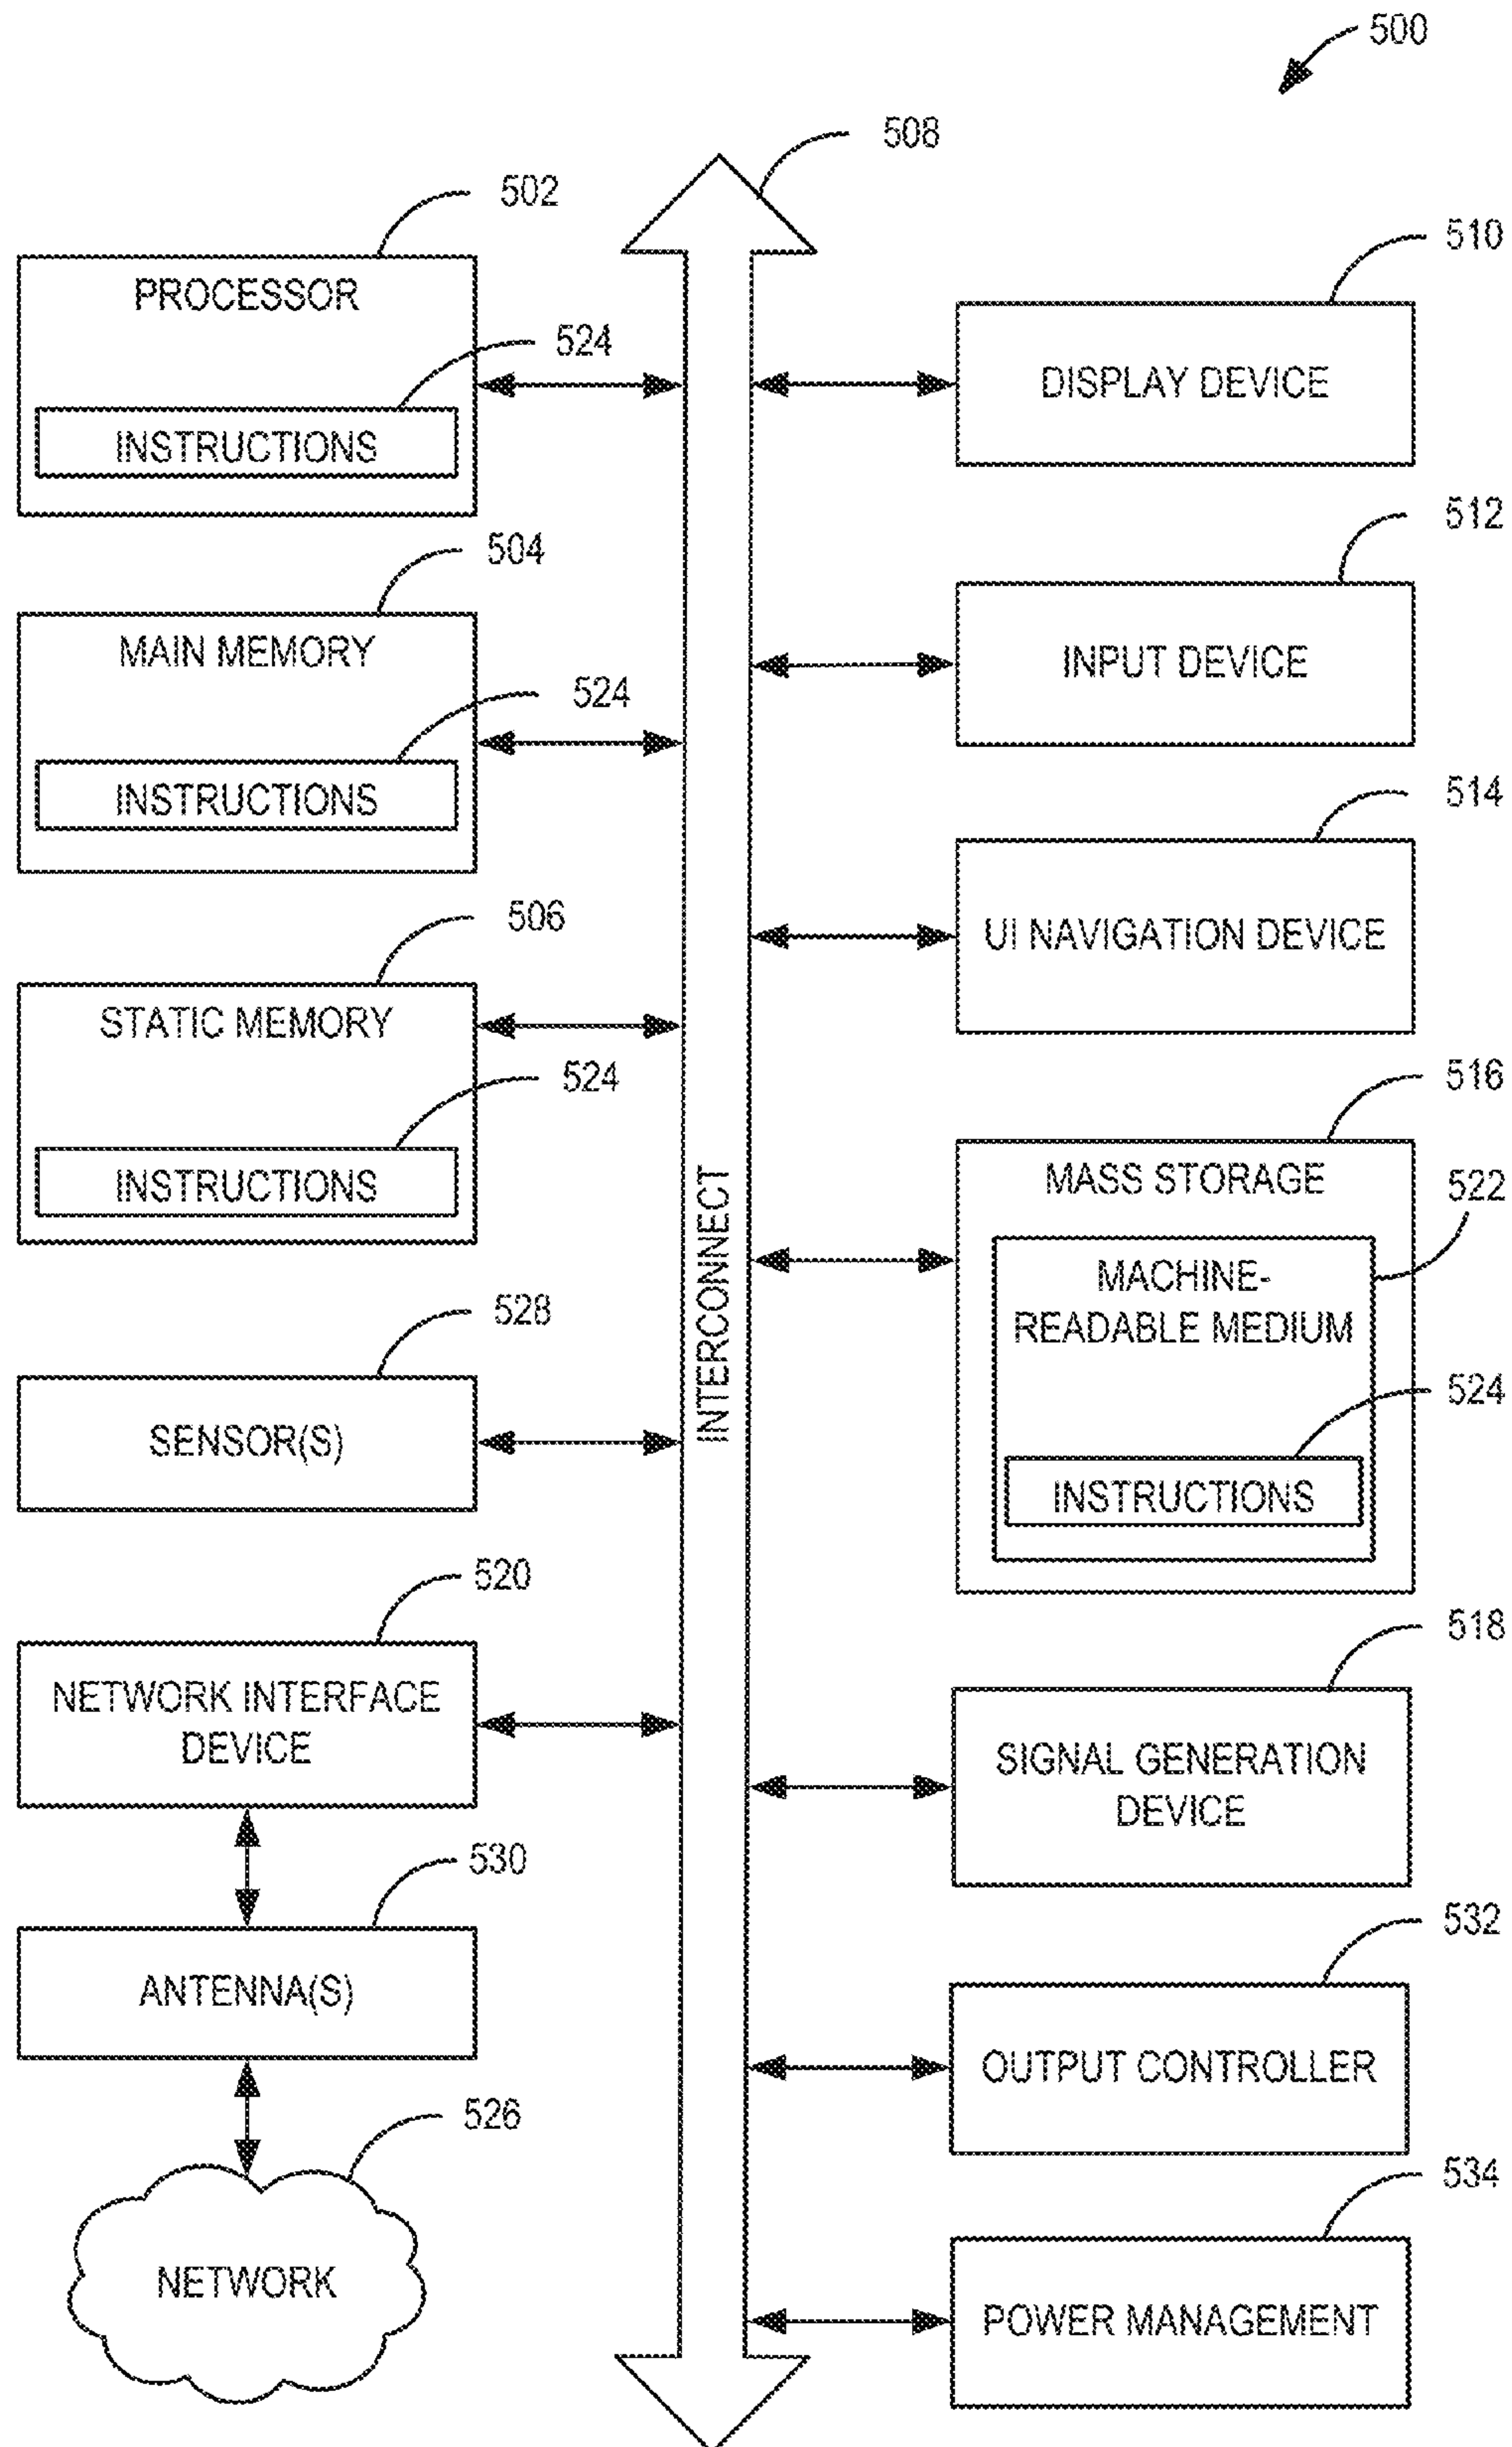 500
508
502
PROCESSOR
524
INSTRUCTIONS
504
MAIN MEMORY
524
INSTRUCTIONS
506
STATIC MEMORY
524
INSTRUCTIONS
528
SENSOR(S)
520
NETWORK INTERFACE
DEVICE
530
ANTENNA(S)
526
NETWORK
INTERCONNECT
510
DISPLAY DEVICE
512
INPUT DEVICE
514
UI NAVIGATION DEVICE
516
MASS STORAGE
522
MACHINE-
READABLE MEDIUM
524
INSTRUCTIONS
518
SIGNAL GENERATION
DEVICE
532
OUTPUT CONTROLLER
534
POWER MANAGEMENT